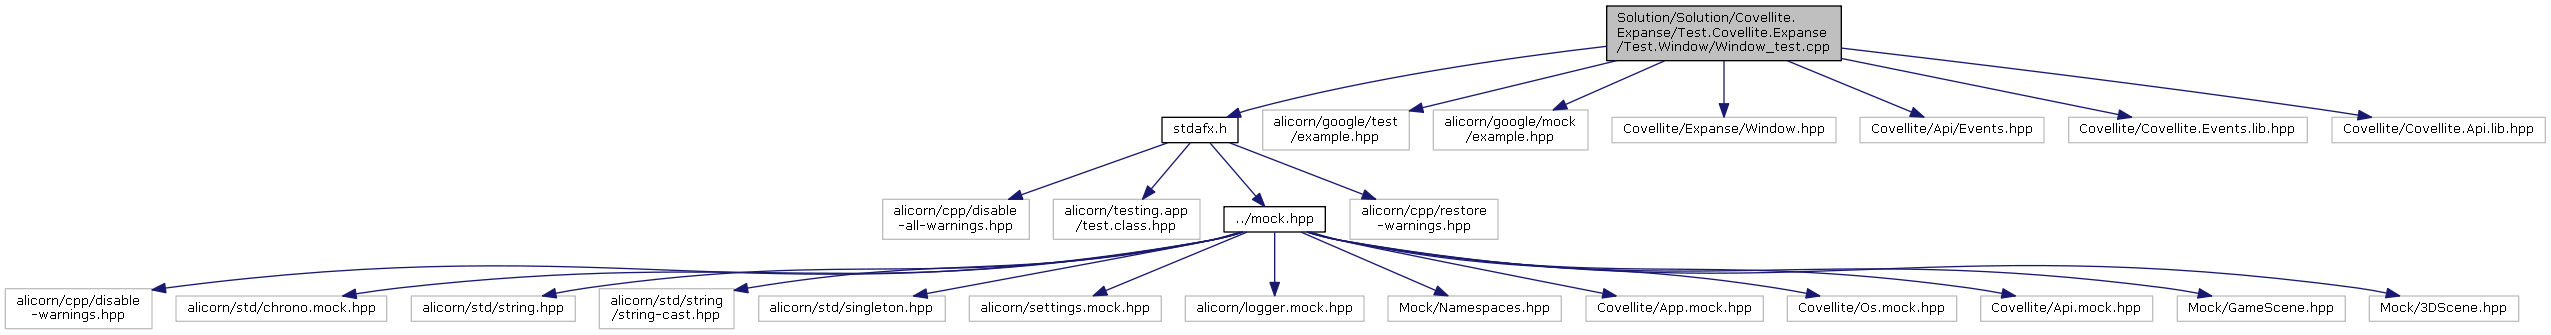 Solution/Solution/Covellite.
Expanse/Test.Covellite.Expanse
/Test.Window/Window_test.cpp
stdafx.h
alicorn/google/test
/example.hpp
alicorn/google/mock
/example.hpp
Covellite/Expanse/Window.hpp
Covellite/Api/Events.hpp
Covellite/Covellite.Events.lib.hpp
Covellite/Covellite.Api.lib.hpp
alicorn/cpp/disable
-all-warnings.hpp
alicorn/testing.app
/test.class.hpp
../mock.hpp
alicorn/cpp/restore
-warnings.hpp
alicorn/cpp/disable
-warnings.hpp
alicorn/std/chrono.mock.hpp
alicorn/std/string.hpp
alicorn/std/string
/string-cast.hpp
alicorn/std/singleton.hpp
alicorn/settings.mock.hpp
alicorn/logger.mock.hpp
Mock/Namespaces.hpp
Covellite/App.mock.hpp
Covellite/Os.mock.hpp
Covellite/Api.mock.hpp
Mock/GameScene.hpp
Mock/3DScene.hpp